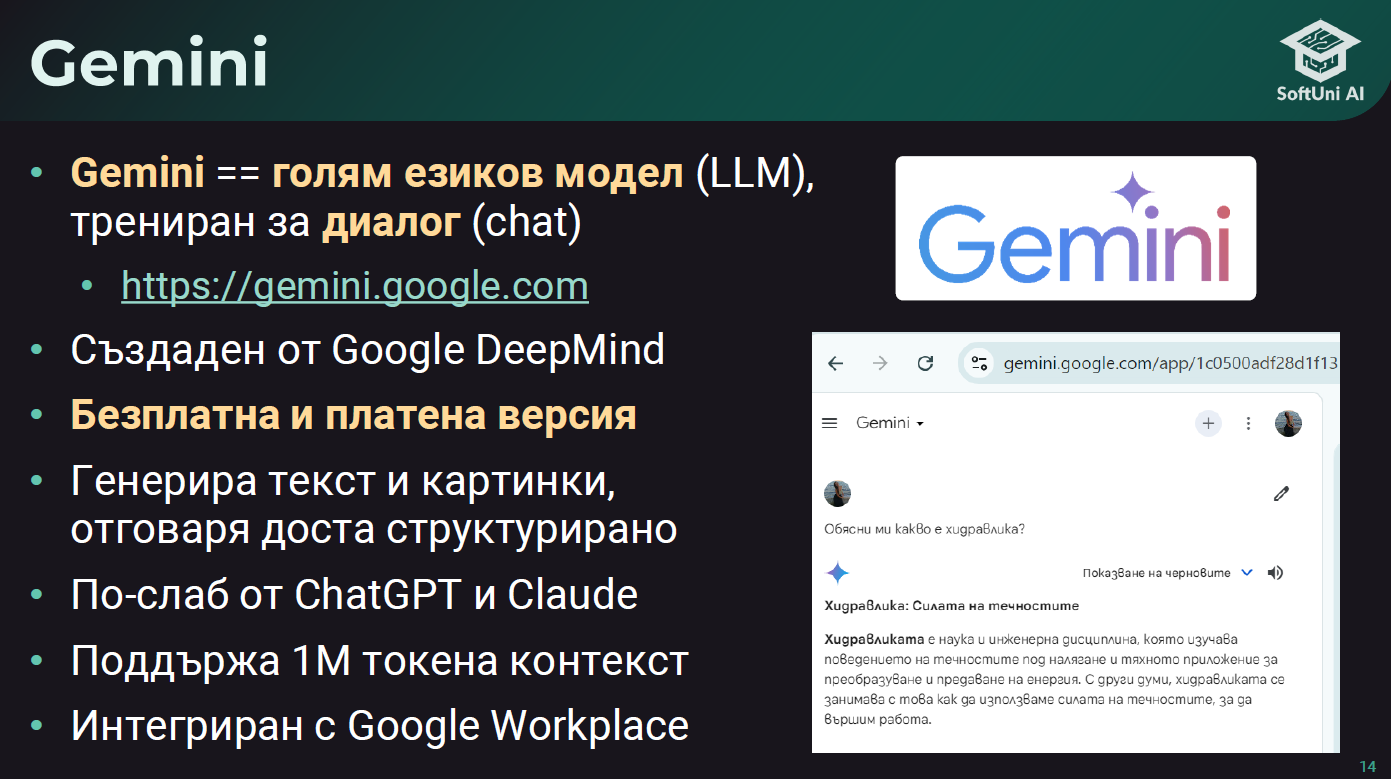 Gemini
SoftUni AI
Gemini == голям езиков модел (LLM),
трениран за диалог (chat)
https://gemini.google.com
Създаден от Google DeepMind
Безплатна и платена версия
Генерира текст и картинки,
отговаря доста структурирано
По-слаб от ChatGPT и Claude
Поддържа 1M токена контекст
Интегриран с Google Workplace
Gemini
gemini.google.com/app/1c0500adf28d1f13
Gemini
Обясни ми какво е хидравлика?
Показване на черновите
Хидравлика: Силата на течностите
Хидравликата е наука и инженерна дисциплина, която изучава
поведението на течностите под налягане и тяхното приложение за
преобразуване и предаване на енергия. С други думи, хидравликата се
занимава с това как да използваме силата на течностите, за да
вършим работа.
14